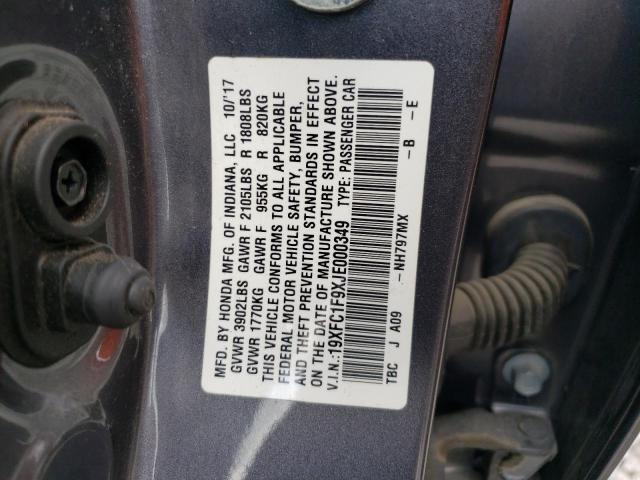 MFD. BY HONDA MFG. OF INDIANA, LLC 10/'17
GVWR 3902LBS GAWR F 2105LBS R 1808LBS
GVWR 1770KG GAWR F 955KG R 820KG
THIS VEHICLE CONFORMS TO ALL APPLICABLE
FEDERAL MOTOR VEHICLE SAFETY, BUMPER,
AND THEFT PREVENTION STANDARDS IN EFFECT
ON THE DATE OF MANUFACTURE SHOWN ABOVE.
V.I.N.:19XFC1F9XJE000349 TYPE: PASSENGER CAR
TBC J A09 –NH797MX –B –E